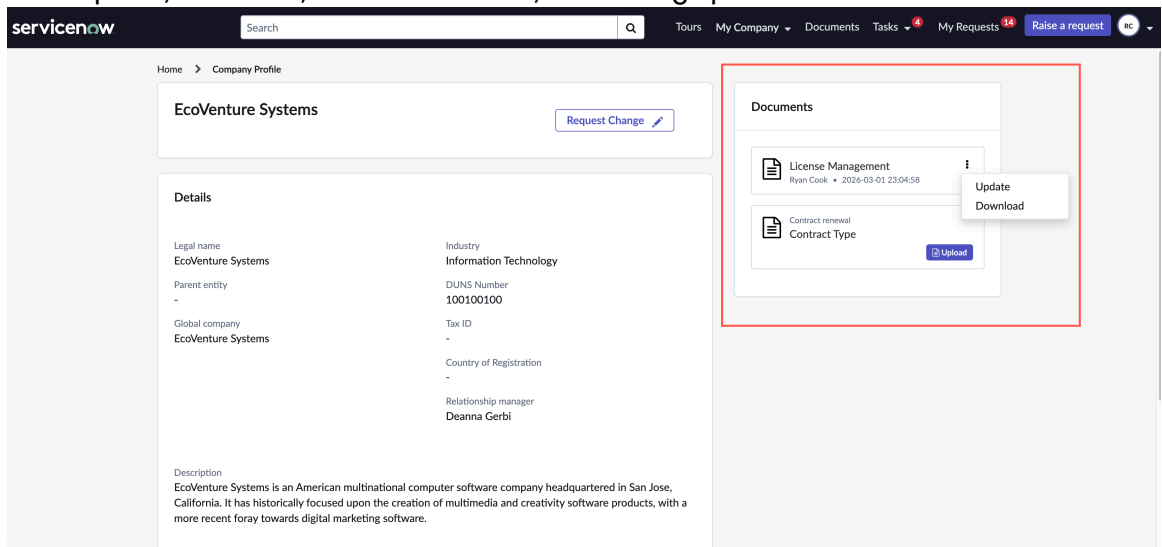 servicenow
Search
Tours My Company Documents Tasks 4 My Requests 14 Raise a request RC
Home > Company Profile
EcoVenture Systems
Request Change
Details
Legal name
EcoVenture Systems
Industry
Information Technology
Parent entity
-
DUNS Number
100100100
Global company
EcoVenture Systems
Tax ID
-
Country of Registration
-
Relationship manager
Deanna Gerbi
Description
EcoVenture Systems is an American multinational computer software company headquartered in San Jose,
California. It has historically focused upon the creation of multimedia and creativity software products, with a
more recent foray towards digital marketing software.
Documents
License Management
Ryan Cook • 2026-03-01 23:04:58
Update
Download
Contract renewal
Contract Type
Upload